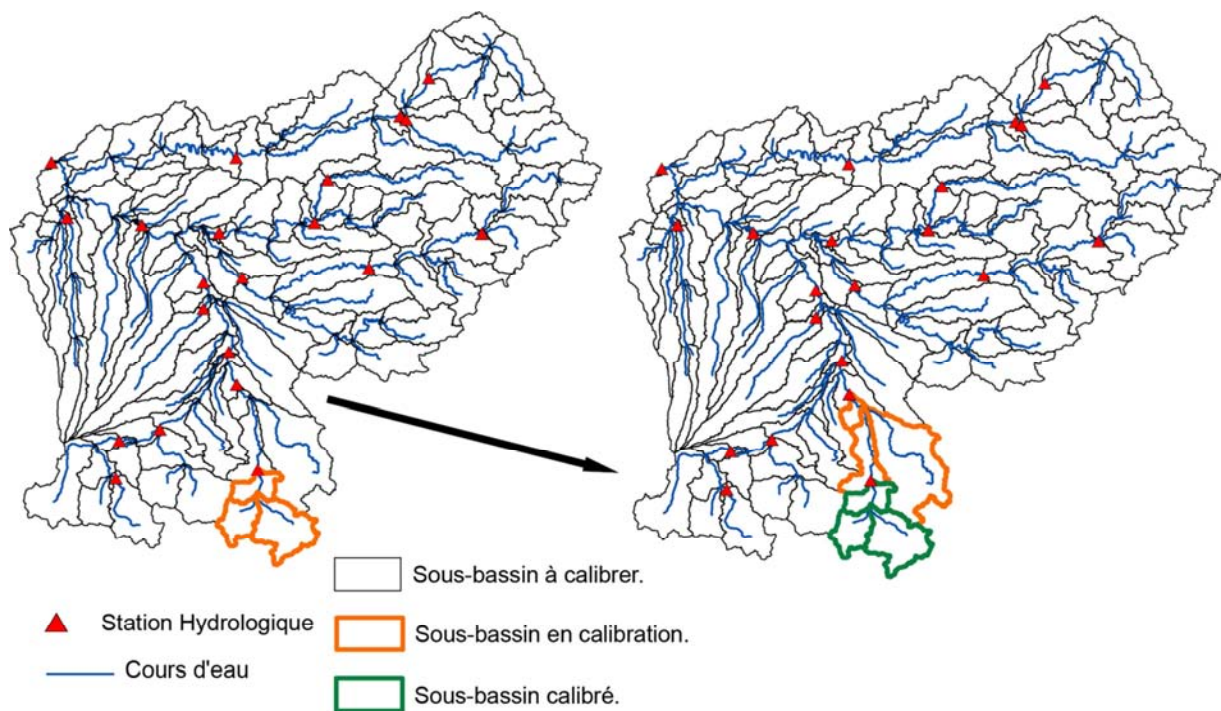 Sous-bassin à calibrer.
Station Hydrologique
Sous-bassin en calibration.
Cours d'eau
Sous-bassin calibré.